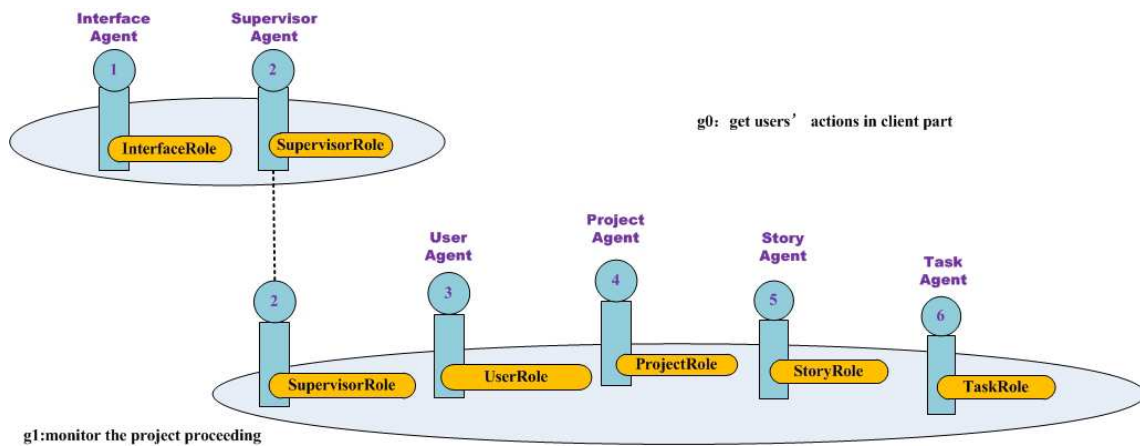 Interface
Agent
Supervisor
Agent
1
2
InterfaceRole
SupervisorRole
g0：get users’ actions in client part
User
Agent
Project
Agent
Story
Agent
Task
Agent
2
3
4
5
6
SupervisorRole
UserRole
ProjectRole
StoryRole
TaskRole
g1:monitor the project proceeding